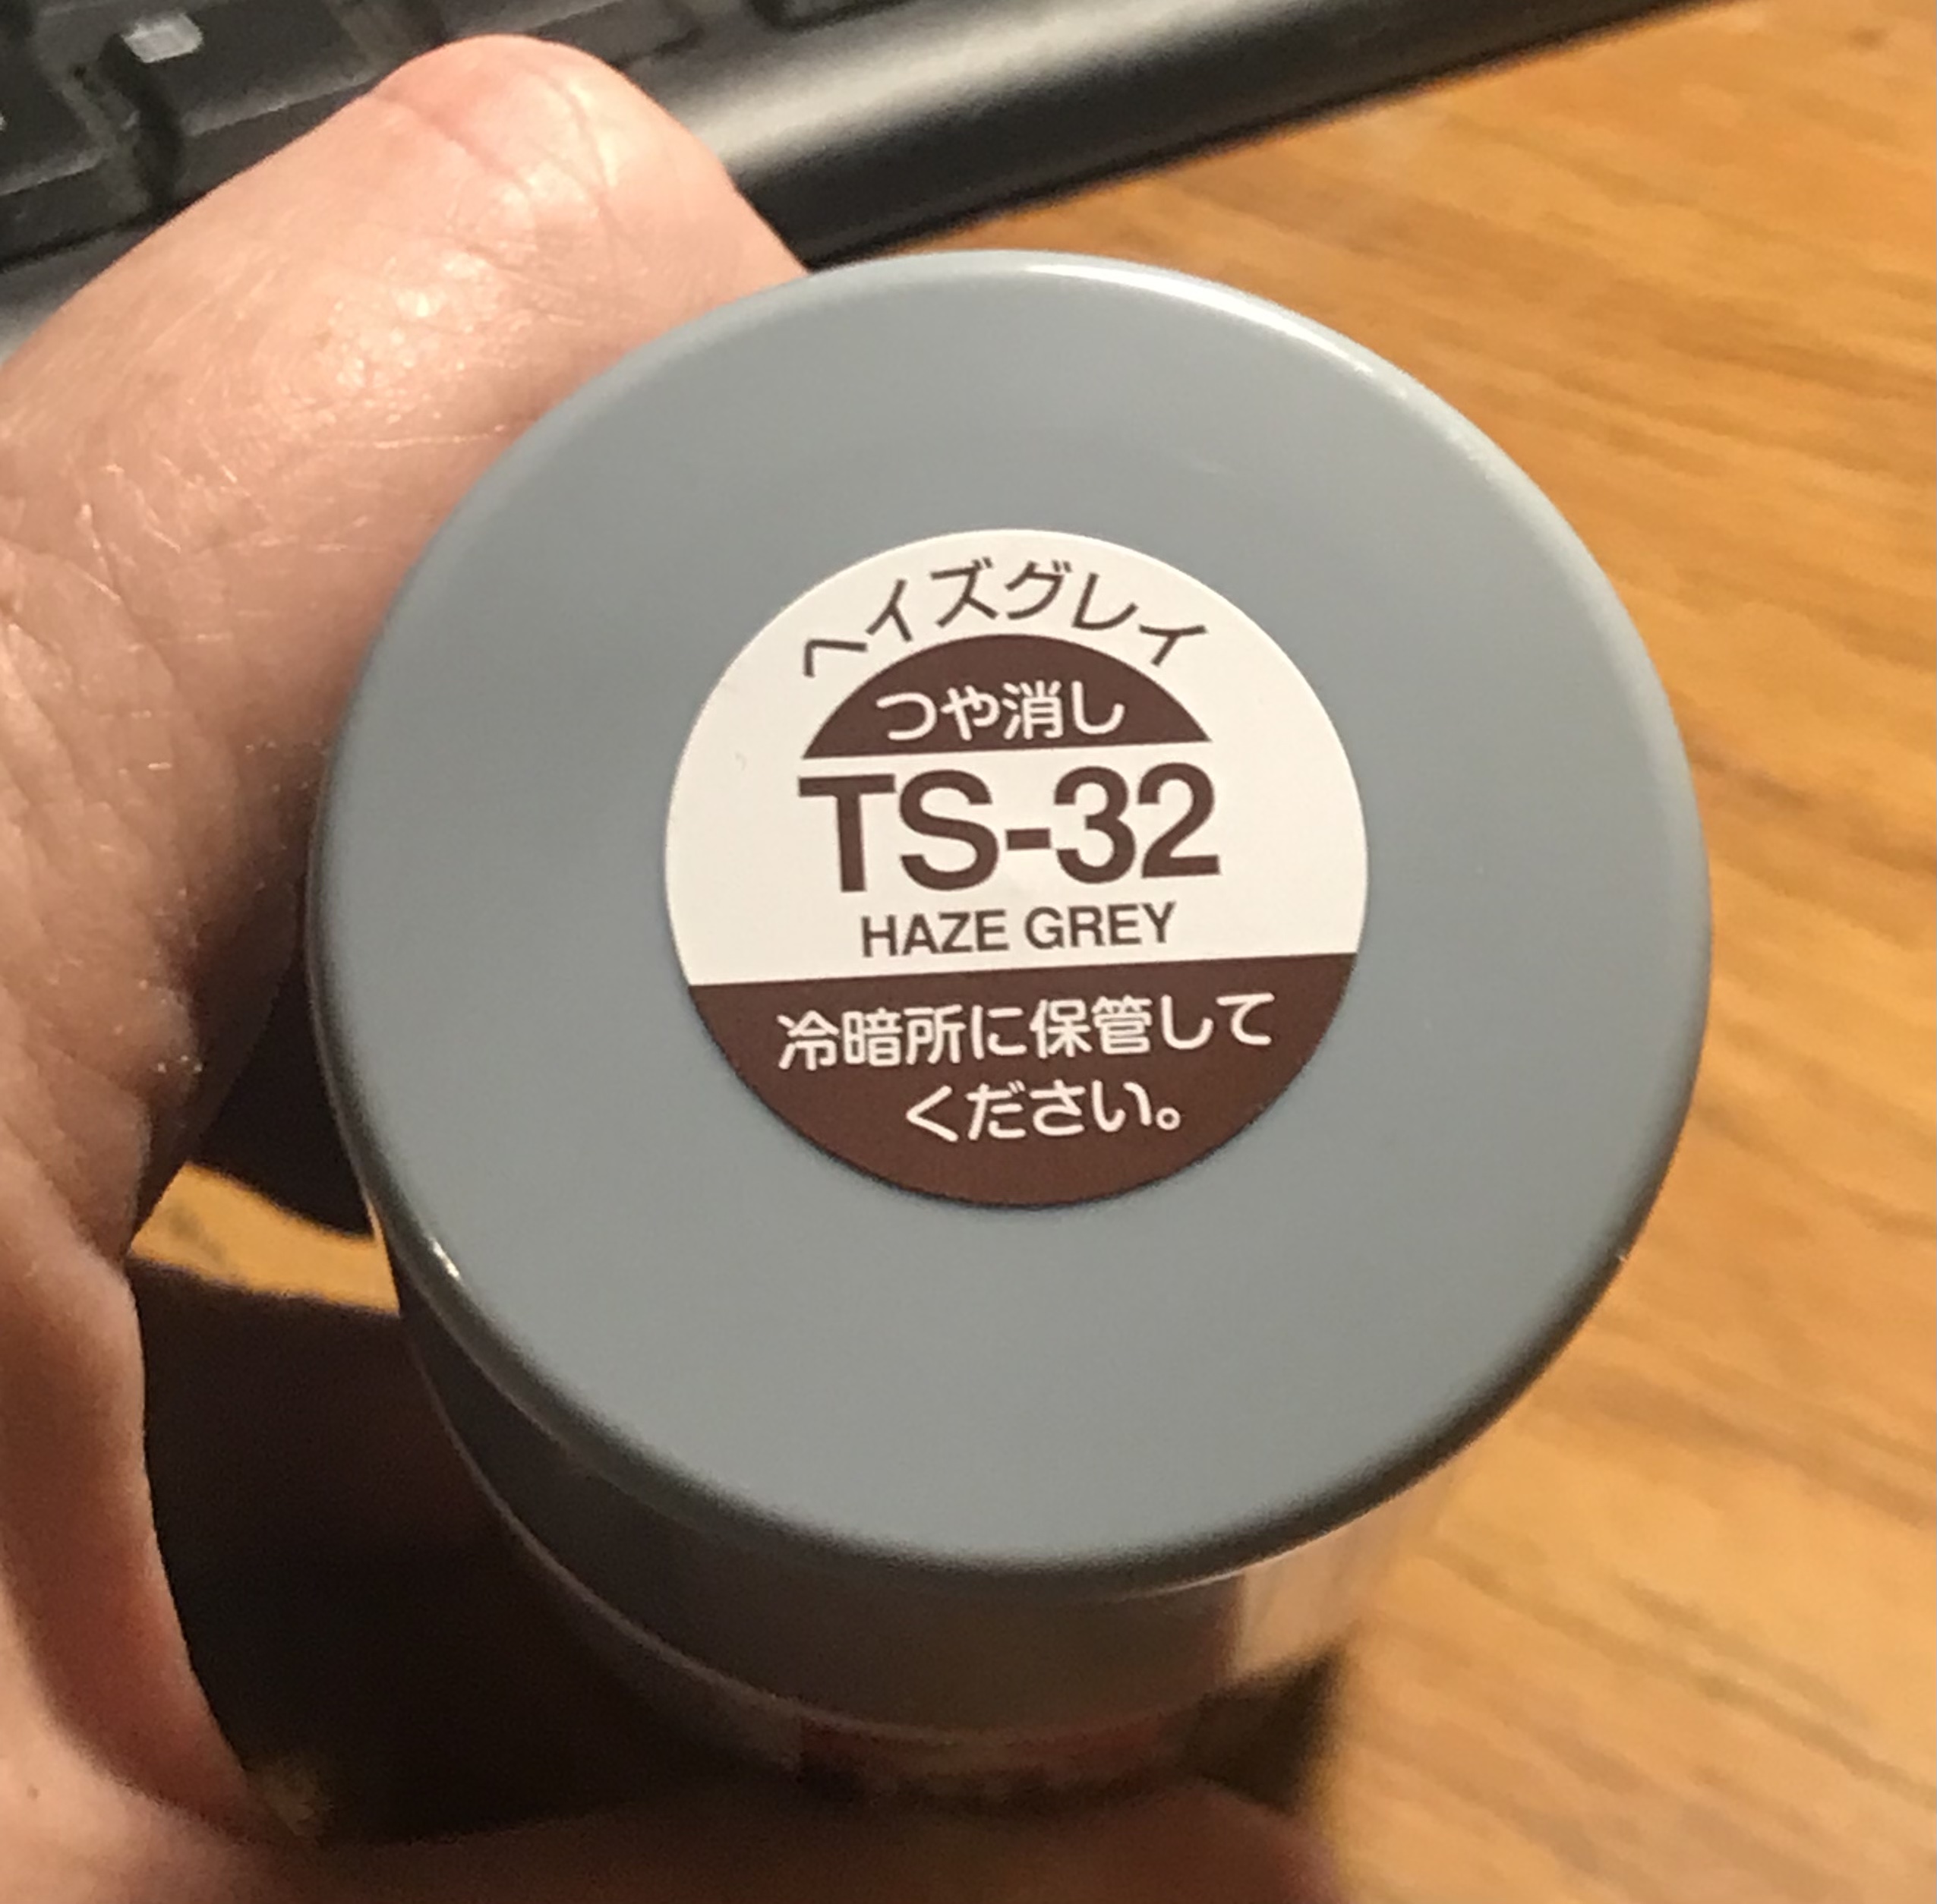 ヘイズグレイ
つや消し
TS-32
HAZE GREY
冷暗所に保管して
ください。